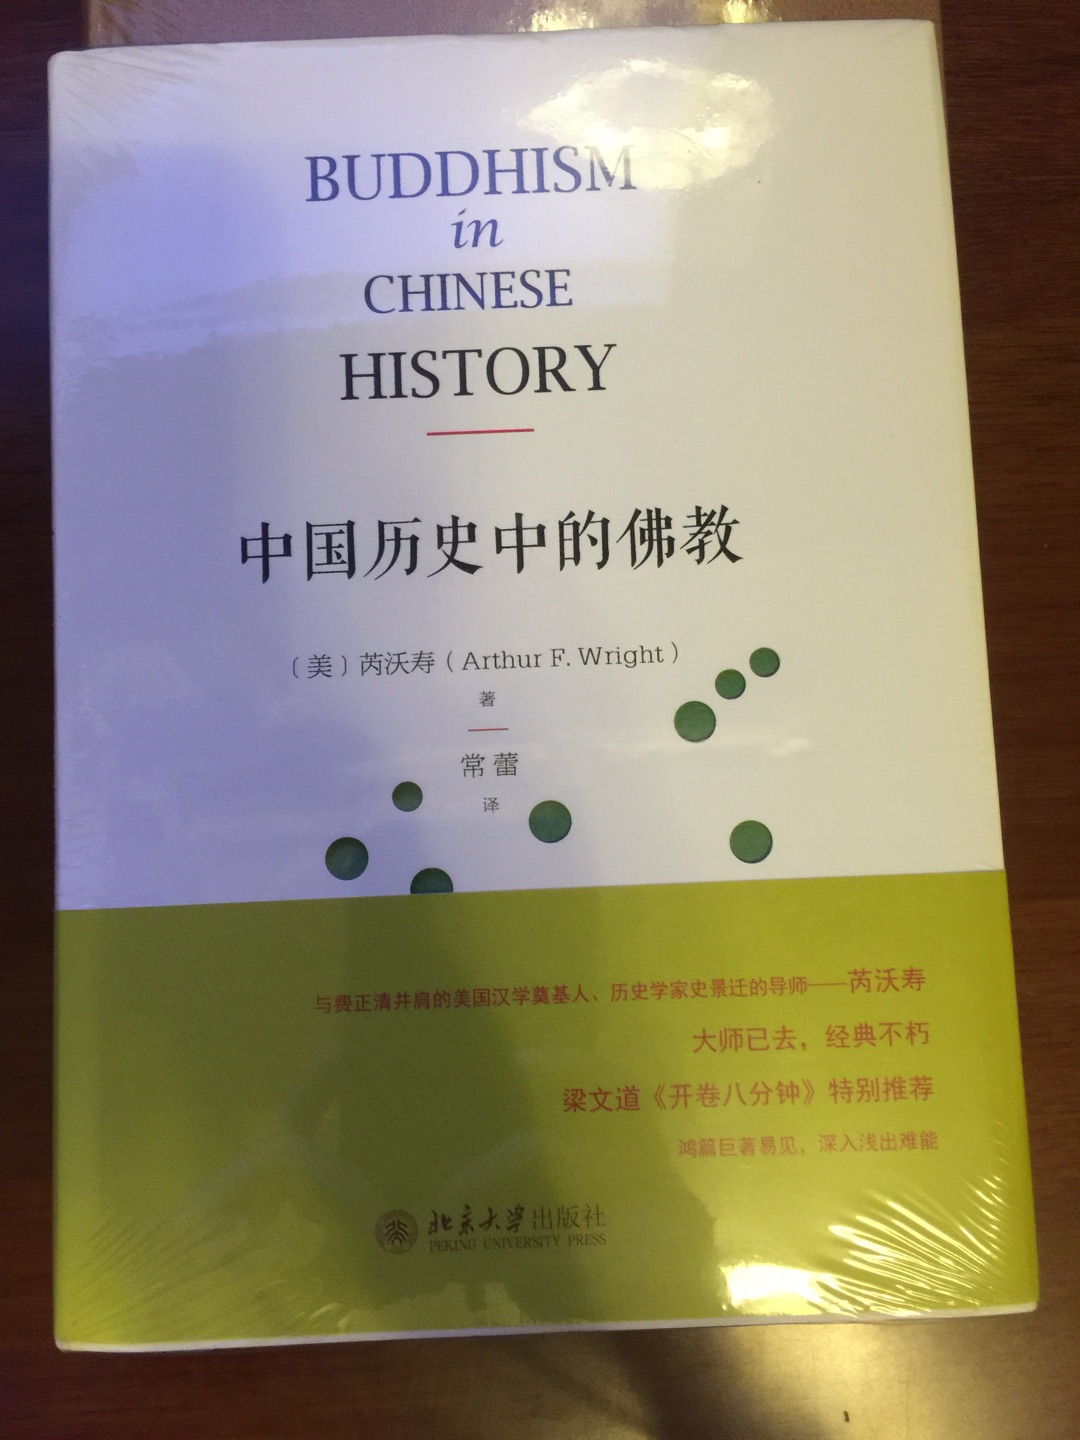 BUDDHISM
in
CHINESE
HISTORY
中国历史中的佛教
〔美〕芮沃寿（Arthur F. Wright）
著
常蕾
译
与费正清并肩的美国汉学奠基人、历史学家史景迁的导师——芮沃寿
大师已去，经典不朽
梁文道《开卷八分钟》特别推荐
鸿篇巨著易见，深入浅出难能
北京大学出版社
PEKING UNIVERSITY PRESS